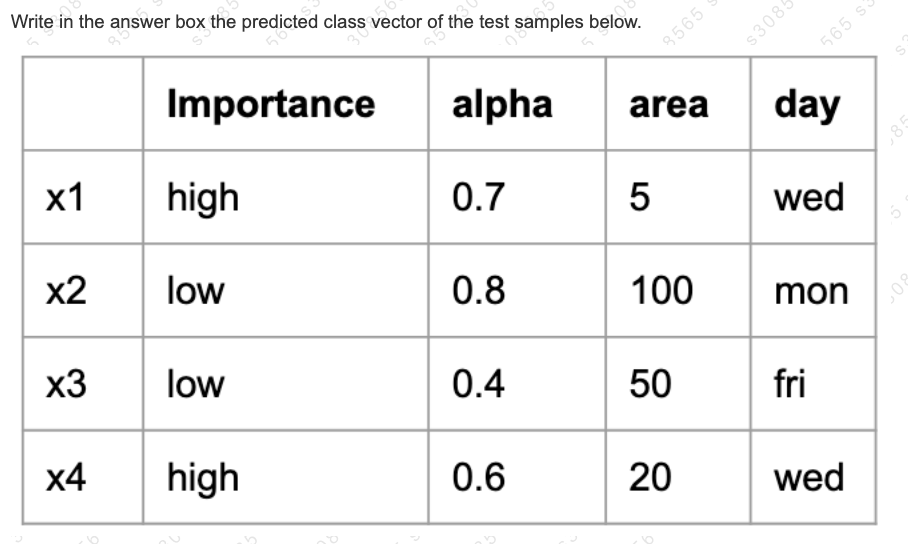 Write in the answer box the predicted class vector of the test samples below.
Importance alpha area day
x1 high 0.7 5 wed
x2 low 0.8 100 mon
x3 low 0.4 50 fri
x4 high 0.6 20 wed